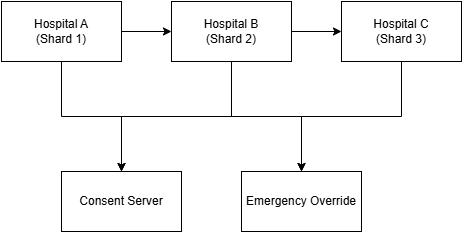 Hospital A
(Shard 1)
Hospital B
(Shard 2)
Hospital C
(Shard 3)
Consent Server
Emergency Override